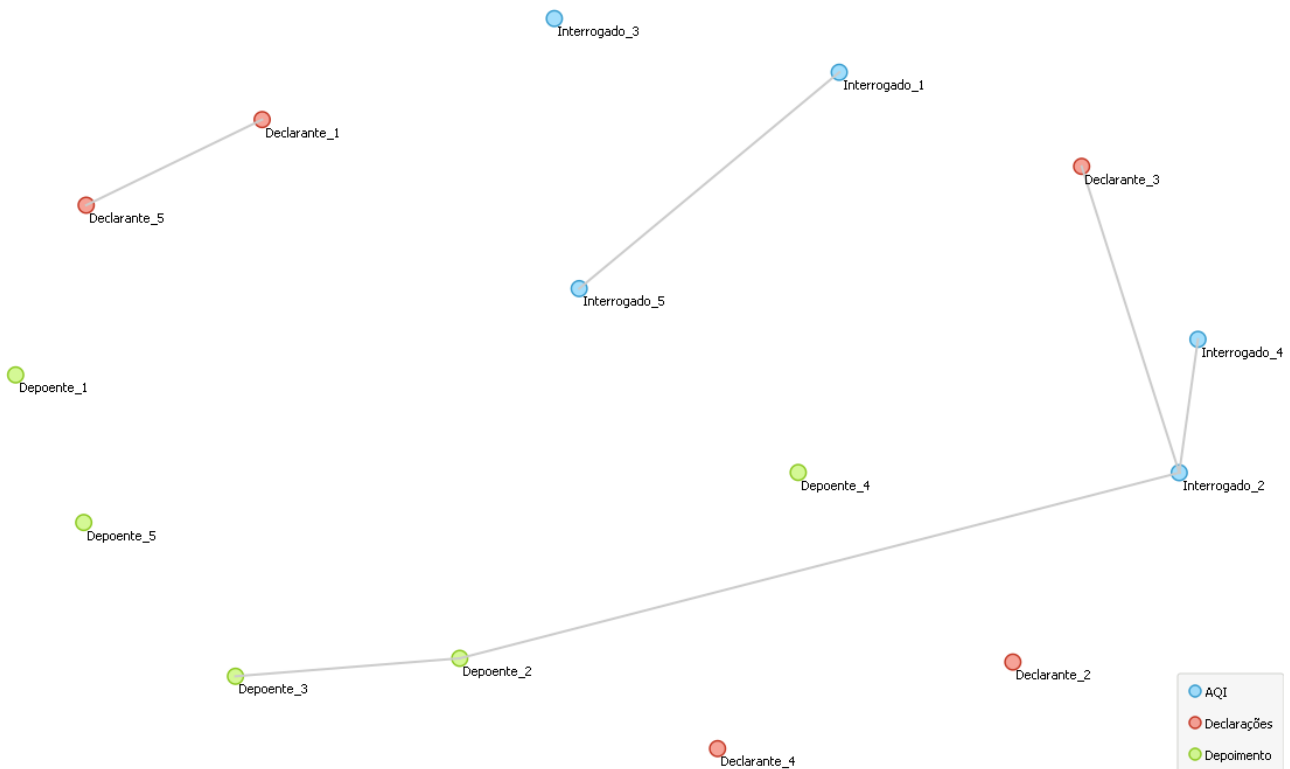 Interrogado_3
Interrogado_1
Declarante_1
Declarante_3
Declarante_5
Interrogado_5
Interrogado_4
Depoente_1
Depoente_4
Interrogado_2
Depoente_5
Depoente_2
Declarante_2
Depoente_3
Declarante_4
AQI
Declarações
Depoimento